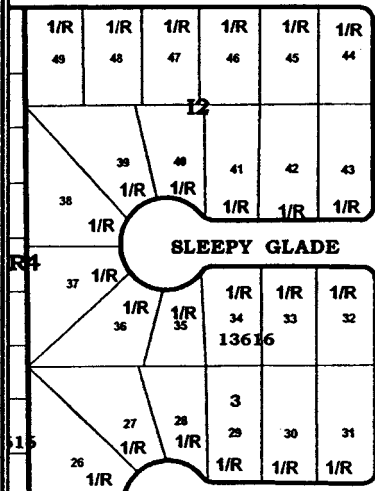 1/R 1/R 1/R 1/R 1/R 1/R
49 48 47 46 45 44
12
39 40 41 42 43
1/R 1/R 1/R 1/R 1/R
38
1/R
SLEEPY GLADE
R4
37 1/R
1/R 1/R 1/R 1/R 1/R
36 35 34 33 32
13616
3
27 28 29 30 31
1/R 1/R 1/R 1/R 1/R
26
1/R